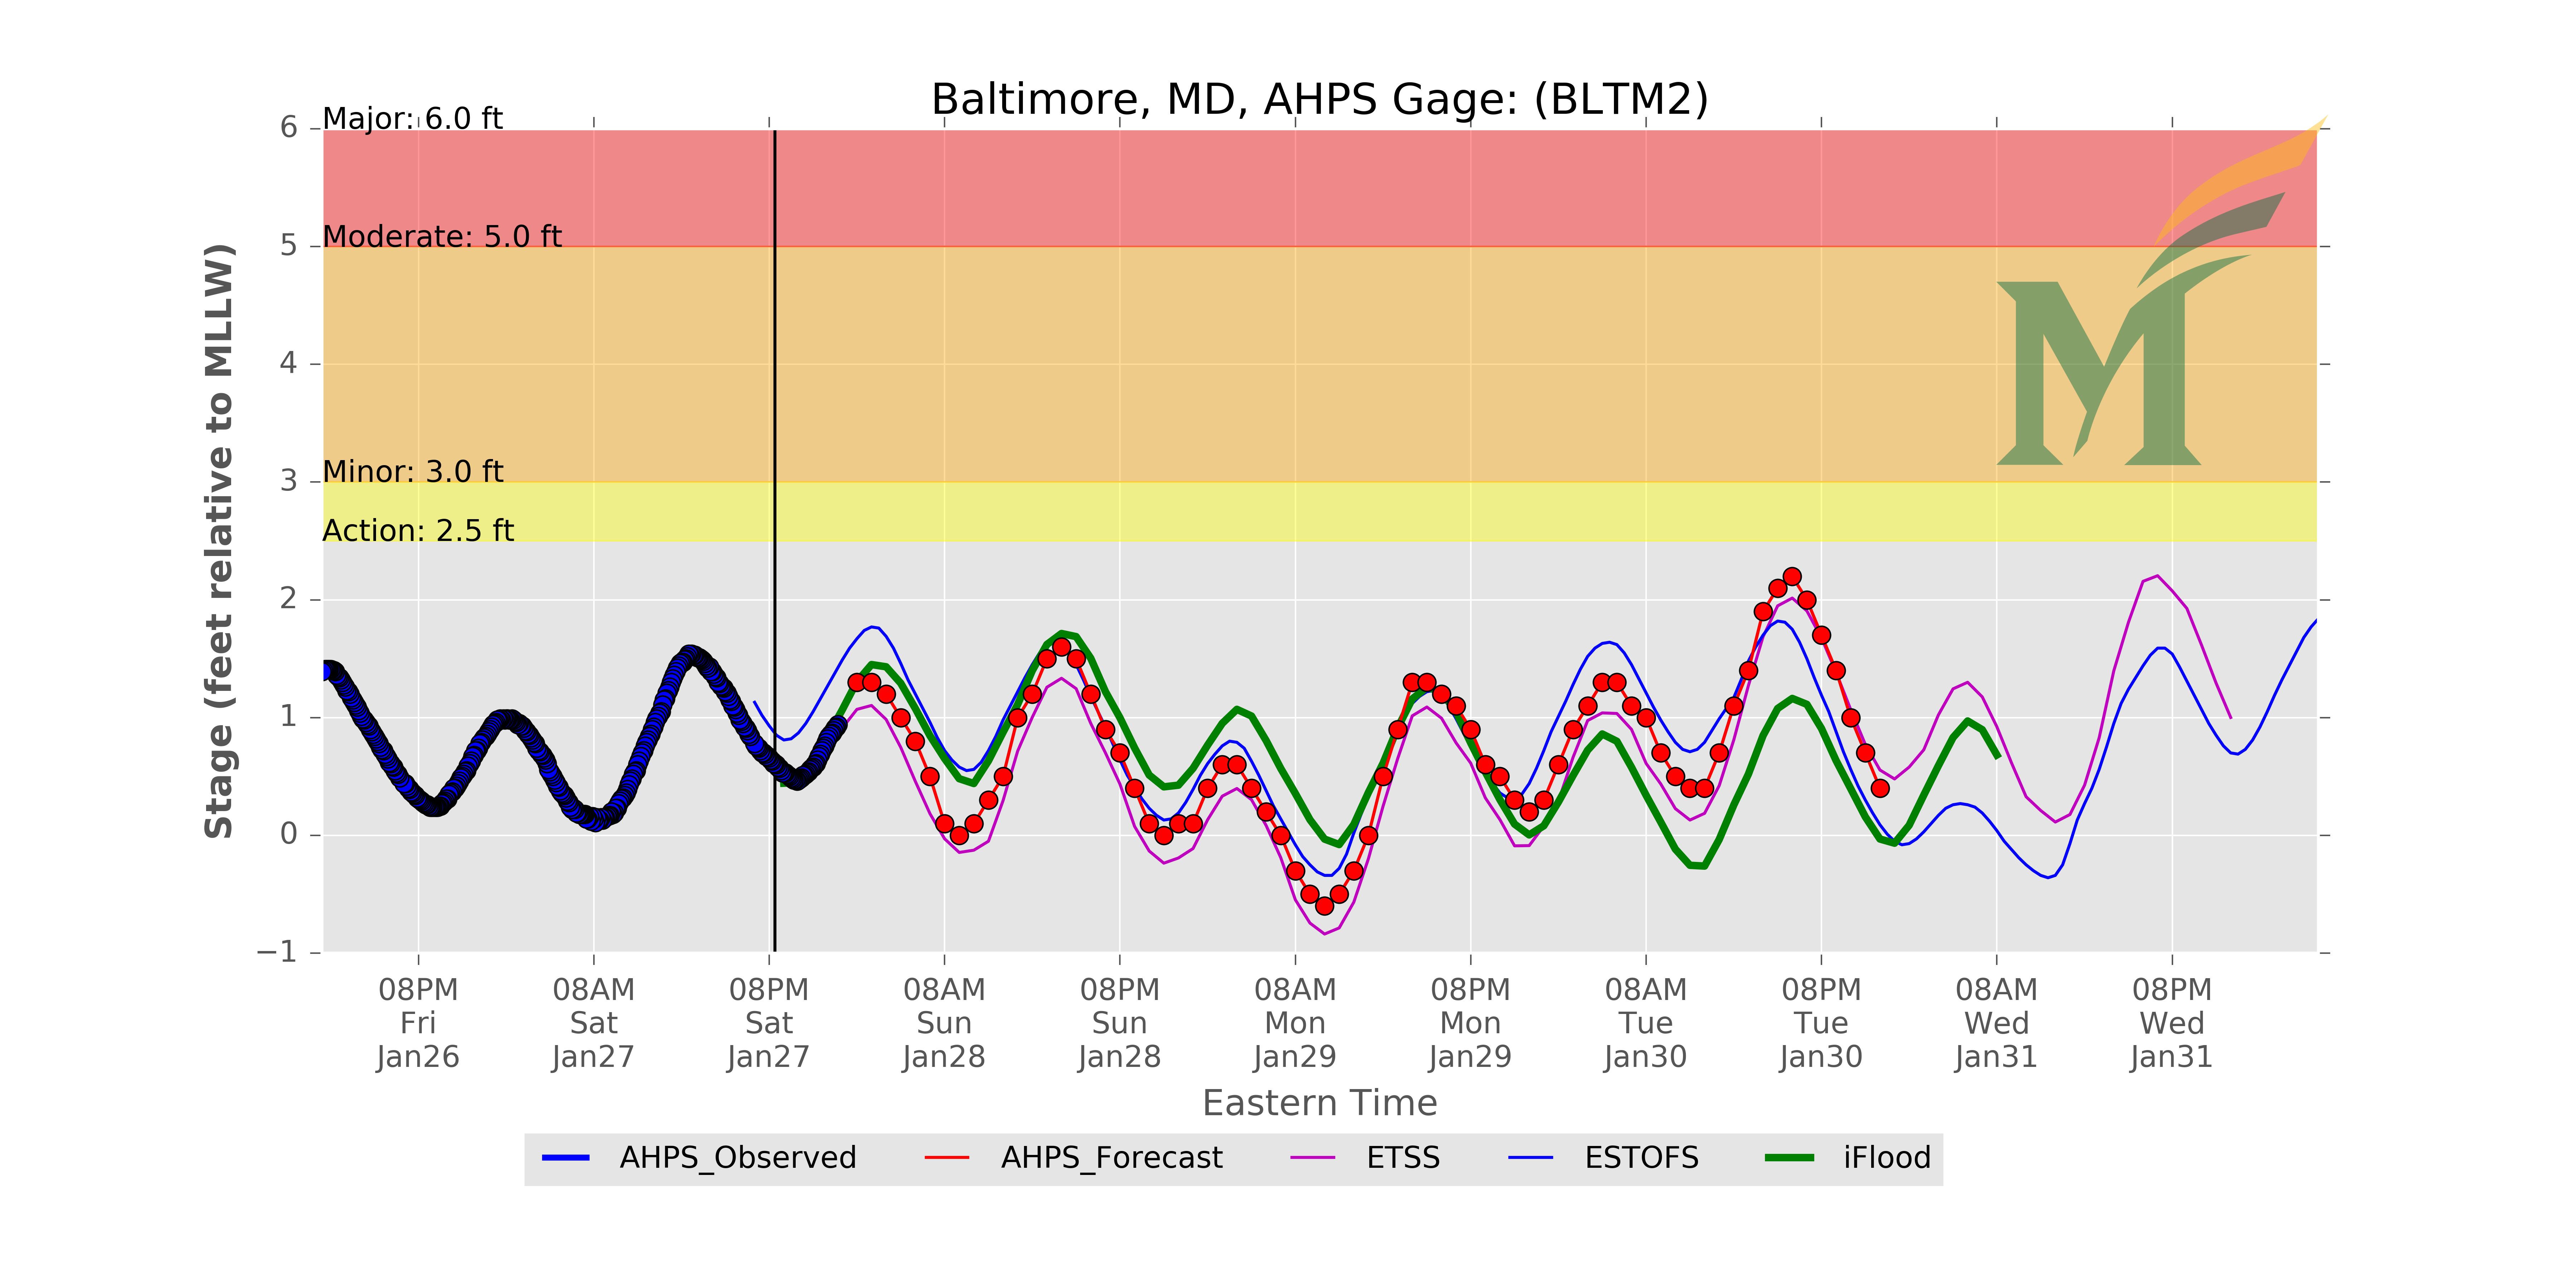 Baltimore, MD, AHPS Gage: (BLTM2)
Major: 6.0 ft
Moderate: 5.0 ft
Minor: 3.0 ft
Action: 2.5 ft
6
5
4
3
2
1
0
−1
Stage (feet relative to MLLW)
08PM 08AM 08PM 08AM 08PM 08AM 08PM 08AM 08PM 08AM 08PM
Fri Sat Sat Sun Sun Mon Mon Tue Tue Wed Wed
Jan26 Jan27 Jan27 Jan28 Jan28 Jan29 Jan29 Jan30 Jan30 Jan31 Jan31
Eastern Time
AHPS_Observed AHPS_Forecast ETSS ESTOFS iFlood
M